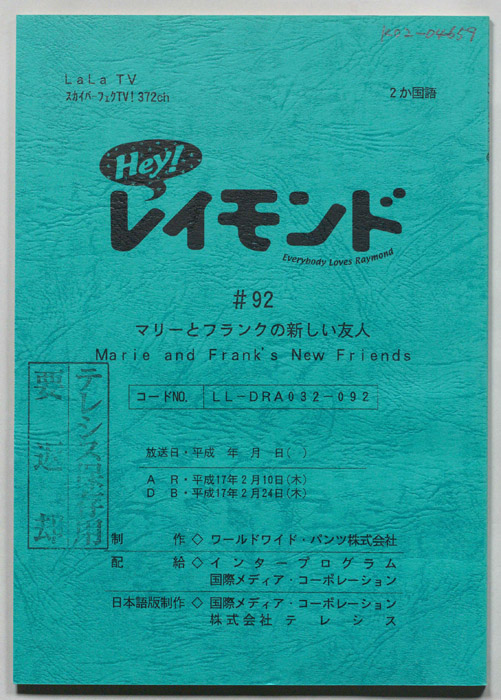 KO2-04659
LaLa TV
スカイパーフェクTV!372ch
2か国語
Hey!
レイモンド
Everybody Loves Raymond
#92
マリーとフランクの新しい友人
Marie and Frank's New Friends
コードNO. LL-DRA032-092
放送日・平成 年 月 日( )
AR・平成17年2月10日(木)
DB・平成17年2月24日(木)
テレシス保存用
要返却
制作◇ワールドワイド・パンツ株式会社
配給◇インタープログラム
国際メディア・コーポレーション
日本語版制作◇国際メディア・コーポレーション
株式会社テレシス